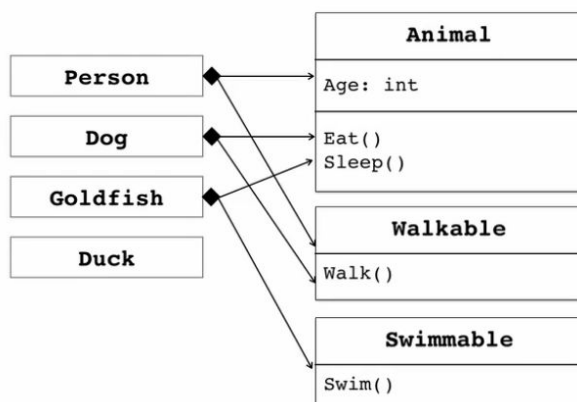 Person
Dog
Goldfish
Duck
Animal
Age: int
Eat()
Sleep()
Walkable
Walk()
Swimmable
Swim()